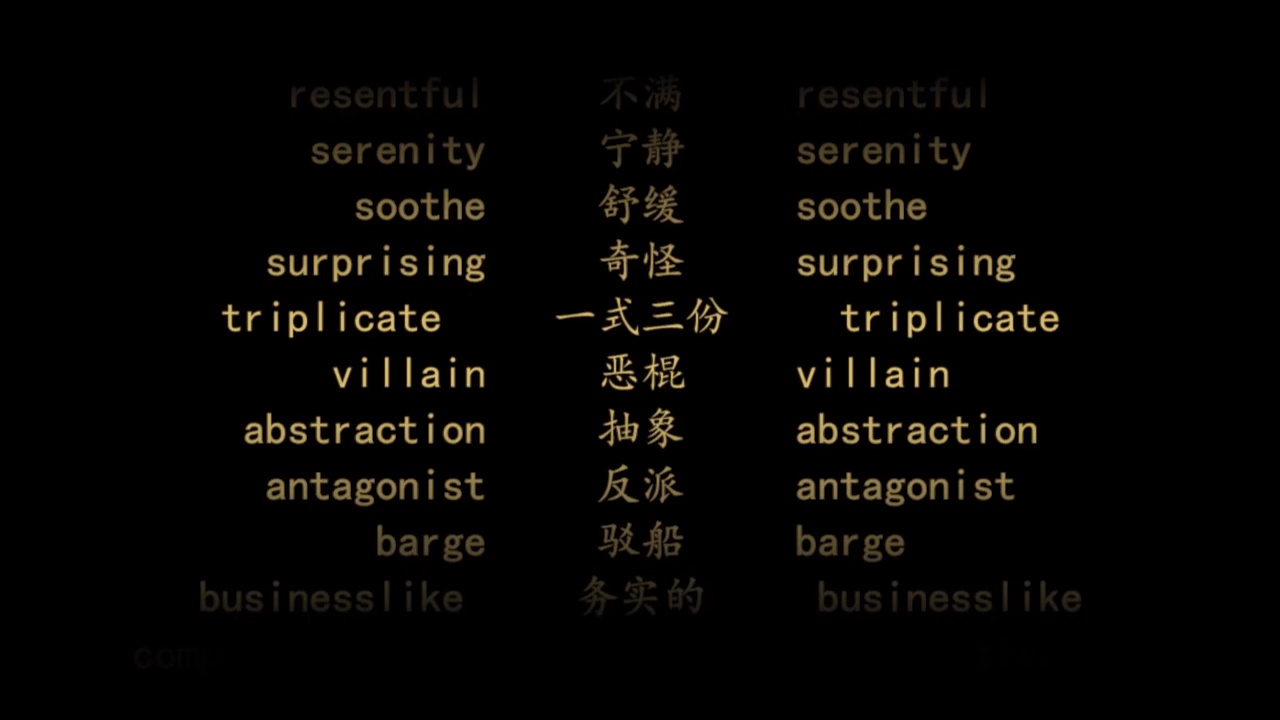 resentful 不满 resentful
serenity 宁静 serenity
soothe 舒缓 soothe
surprising 奇怪 surprising
triplicate 一式三份 triplicate
villain 恶棍 villain
abstraction 抽象 abstraction
antagonist 反派 antagonist
barge 驳船 barge
businesslike 务实的 businesslike